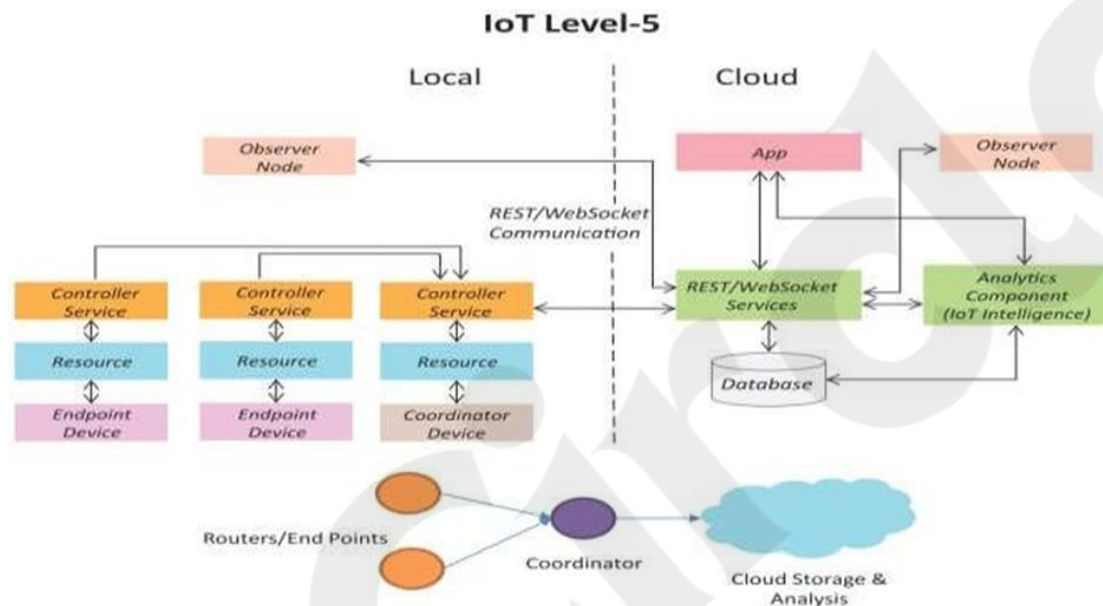 IoT Level-5
Local
Cloud
Observer
Node
App
Observer
Node
REST/WebSocket
Communication
Controller
Service
Controller
Service
Controller
Service
REST/WebSocket
Services
Analytics
Component
(IoT Intelligence)
Resource
Resource
Resource
Database
Endpoint
Device
Endpoint
Device
Coordinator
Device
Routers/End Points
Coordinator
Cloud Storage &
Analysis